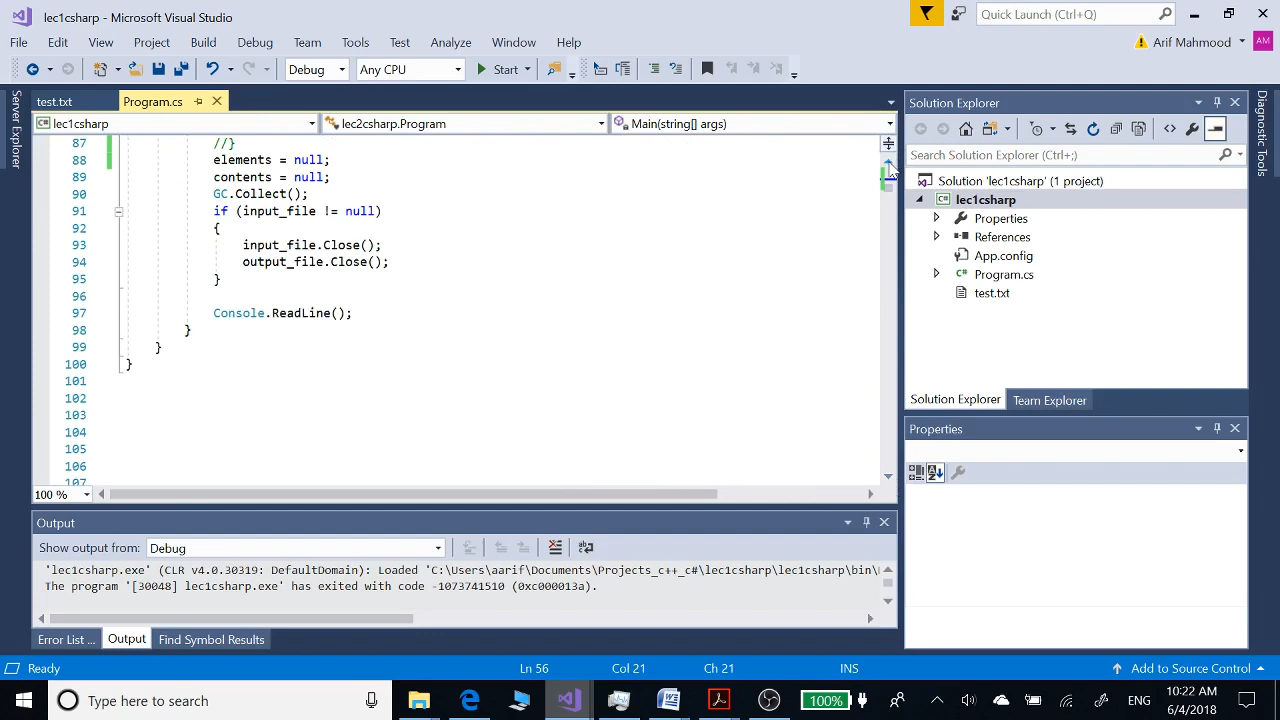 lec1csharp - Microsoft Visual Studio
Quick Launch (Ctrl+Q)
File Edit View Project Build Debug Team Tools Test Analyze Window Help
Arif Mahmood AM
Debug Any CPU Start
Server Explorer
test.txt Program.cs
lec1csharp lec2csharp.Program Main(string[] args)
87 //}
88 elements = null;
89 contents = null;
90 GC.Collect();
91 if (input_file != null)
92 {
93 input_file.Close();
94 output_file.Close();
95 }
96
97 Console.ReadLine();
98 }
99 }
100 }
101
102
103
104
105
106
107
100 %
Solution Explorer
Search Solution Explorer (Ctrl+;)
Solution 'lec1csharp' (1 project)
lec1csharp
Properties
References
App.config
Program.cs
test.txt
Solution Explorer Team Explorer
Diagnostic Tools
Properties
Output
Show output from: Debug
'lec1csharp.exe' (CLR v4.0.30319: DefaultDomain): Loaded 'C:\Users\aarif\Documents\Projects_c++_c#\lec1csharp\lec1csharp\bin\
The program '[30048] lec1csharp.exe' has exited with code -1073741510 (0xc000013a).
Error List ... Output Find Symbol Results
Ready Ln 56 Col 21 Ch 21 INS Add to Source Control
Type here to search 100% ENG 10:22 AM
6/4/2018